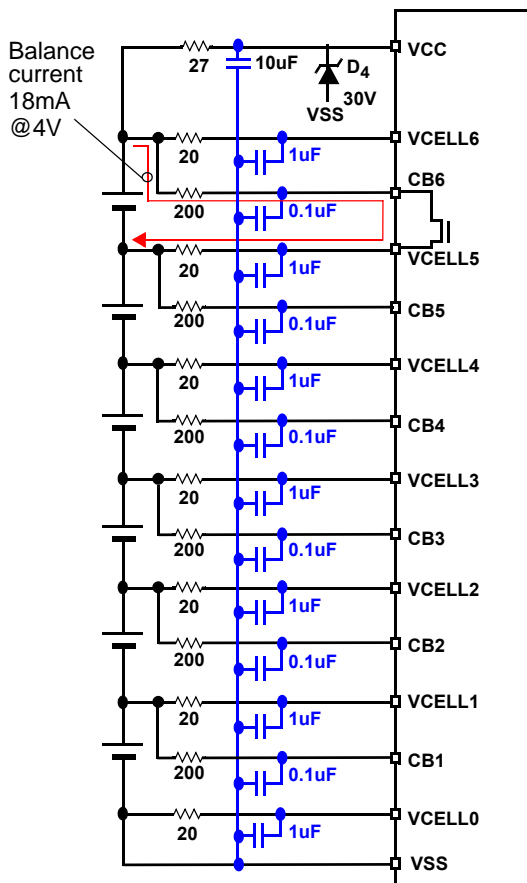 Balance
current
18mA
@4V
27
10uF
D4
30V
VSS
VCC
20
1uF
VCELL6
200
0.1uF
CB6
20
1uF
VCELL5
200
0.1uF
CB5
20
1uF
VCELL4
200
0.1uF
CB4
20
1uF
VCELL3
200
0.1uF
CB3
20
1uF
VCELL2
200
0.1uF
CB2
20
1uF
VCELL1
200
0.1uF
CB1
20
1uF
VCELL0
VSS